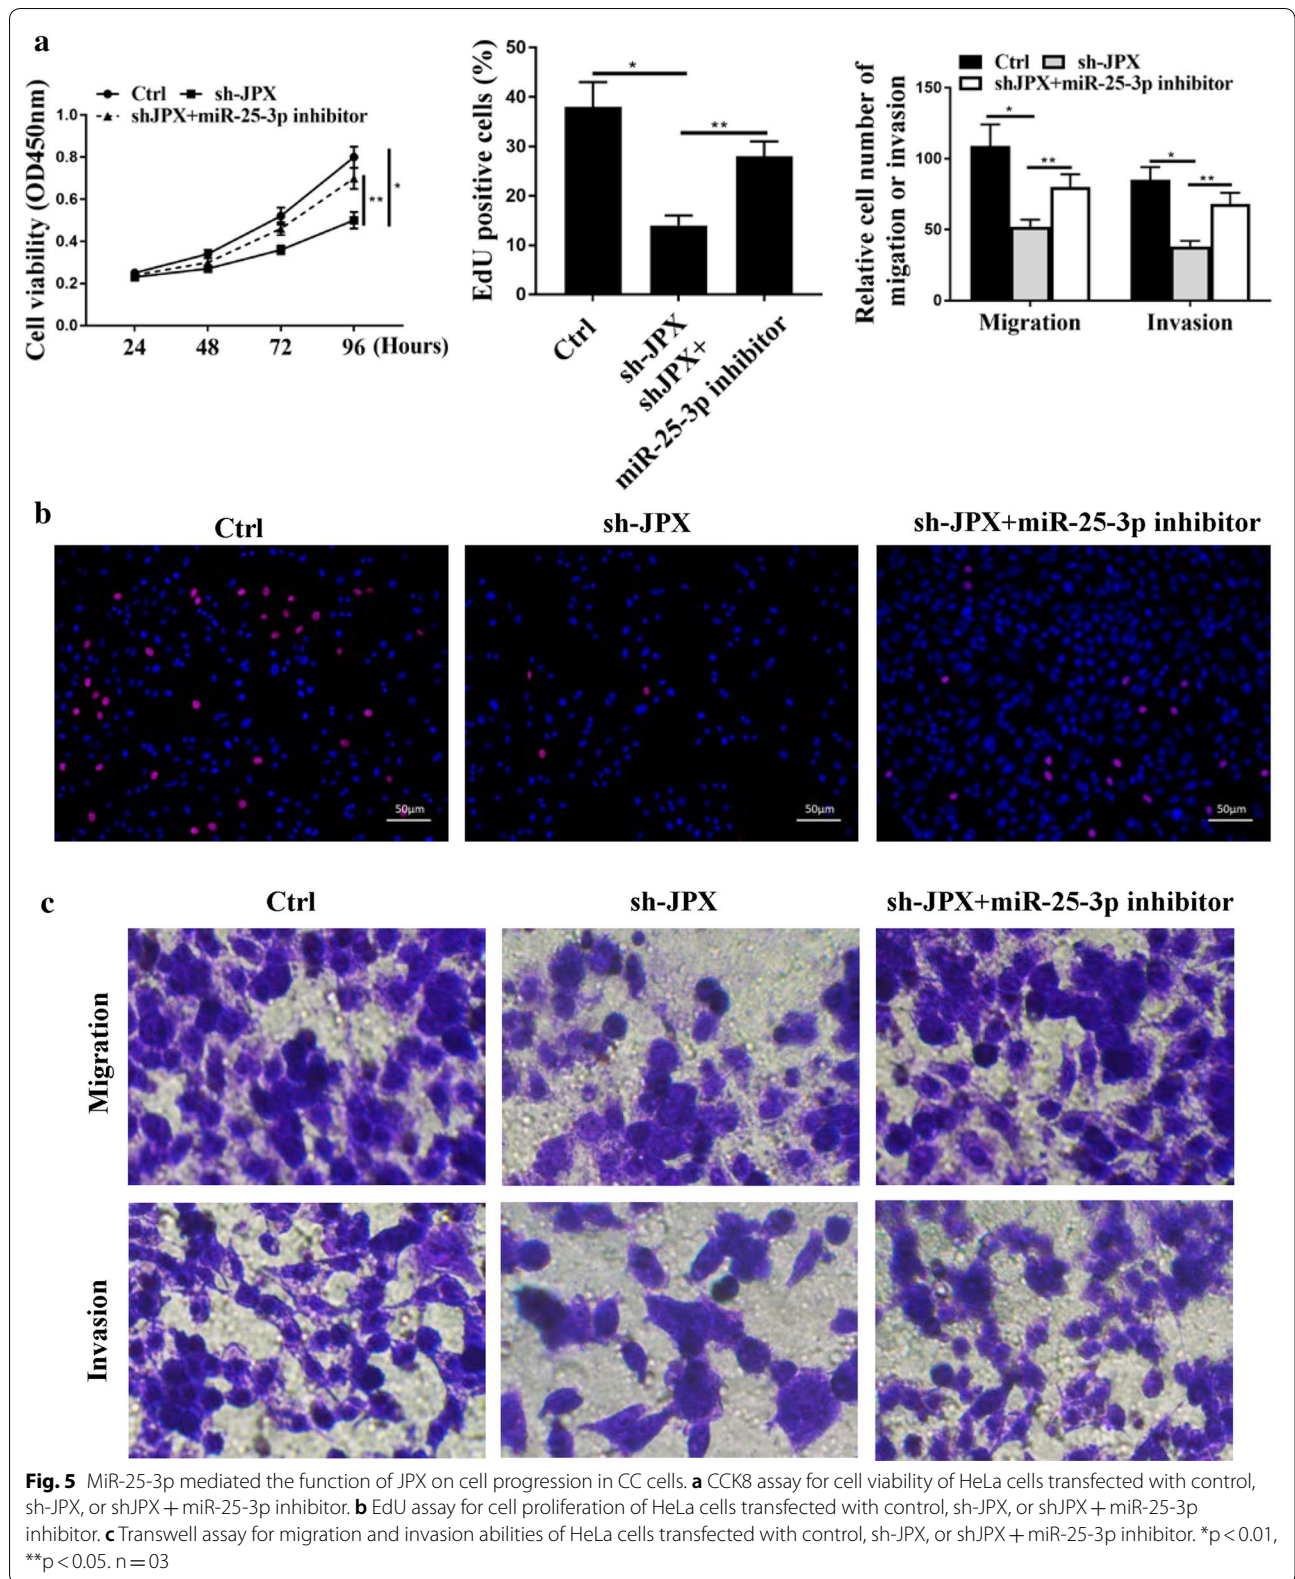 a
Ctrl sh-JPX
shJPX+miR-25-3p inhibitor
Cell viability (OD450nm)
1.0
0.8
0.6
0.4
0.2
0.0
**
*
24 48 72 96 (Hours)
EdU positive cells (%)
50
40
30
20
10
0
*
**
Ctrl
sh-JPX
shJPX+
miR-25-3p inhibitor
Ctrl sh-JPX
shJPX+miR-25-3p inhibitor
Relative cell number of
migation or invasion
150
100
50
0
*
**
*
**
Migration Invasion
b
Ctrl sh-JPX sh-JPX+miR-25-3p inhibitor
50μm 50μm 50μm
c
Ctrl sh-JPX sh-JPX+miR-25-3p inhibitor
Migration
Invasion
Fig. 5 MiR-25-3p mediated the function of JPX on cell progression in CC cells. a CCK8 assay for cell viability of HeLa cells transfected with control,
sh-JPX, or shJPX + miR-25-3p inhibitor. b EdU assay for cell proliferation of HeLa cells transfected with control, sh-JPX, or shJPX + miR-25-3p
inhibitor. c Transwell assay for migration and invasion abilities of HeLa cells transfected with control, sh-JPX, or shJPX + miR-25-3p inhibitor. *p < 0.01,
**p < 0.05. n = 03